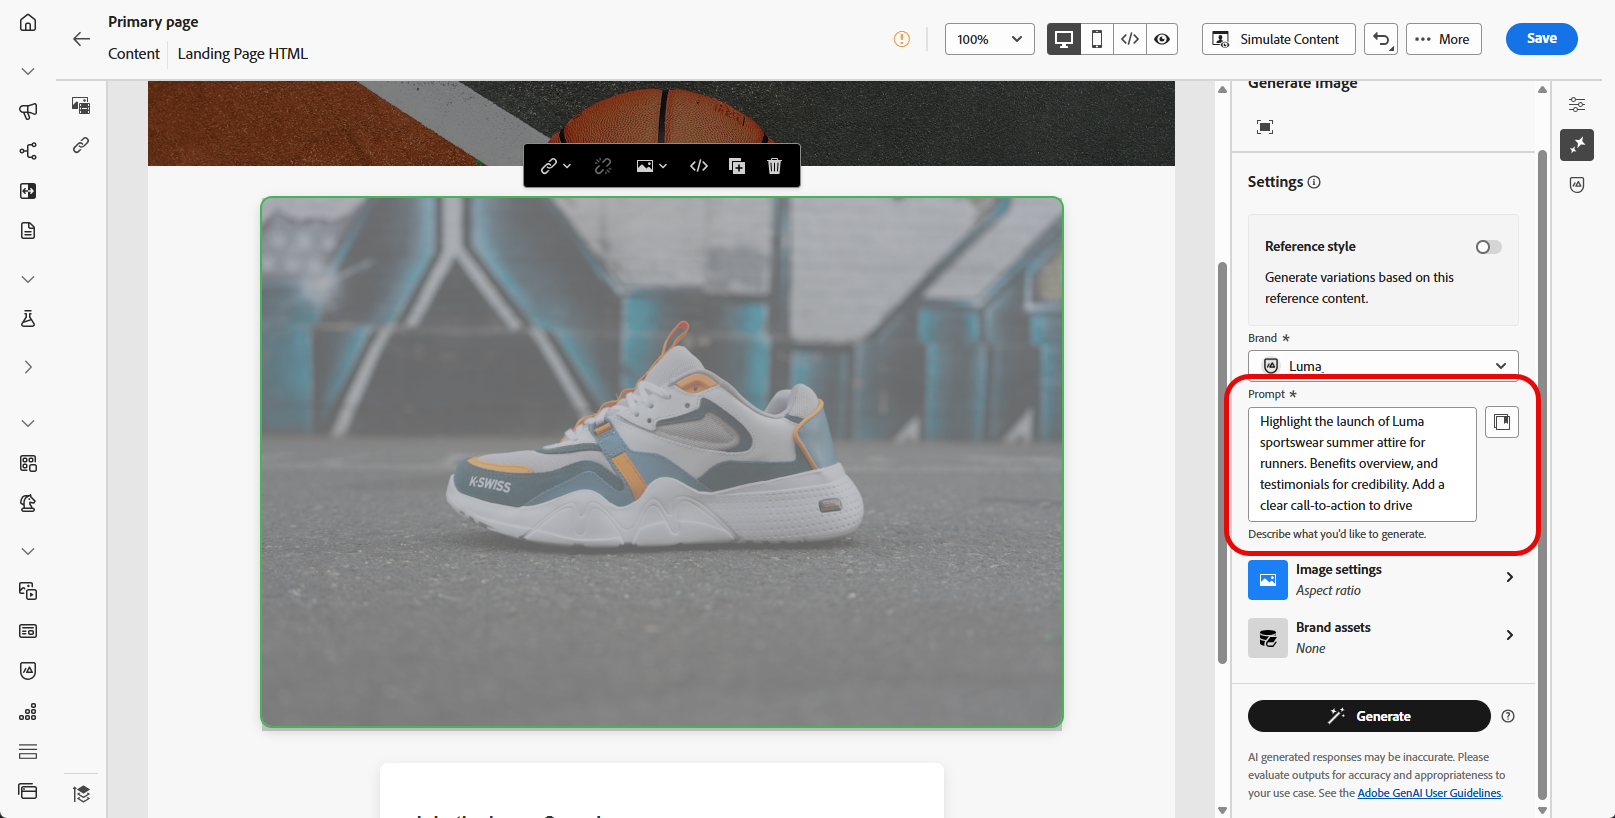 Primary page
Content
Landing Page HTML
100%
Simulate Content
More
Save
Generate Image
Settings
Reference style
Generate variations based on this
reference content.
Brand *
Luma
Prompt *
Highlight the launch of Luma
sportswear summer attire for
runners. Benefits overview, and
testimonials for credibility. Add a
clear call-to-action to drive
Describe what you'd like to generate.
Image settings
Aspect ratio
Brand assets
None
Generate
AI generated responses may be inaccurate. Please
evaluate outputs for accuracy and appropriateness to
your use case. See the Adobe GenAI User Guidelines.
K-SWISS